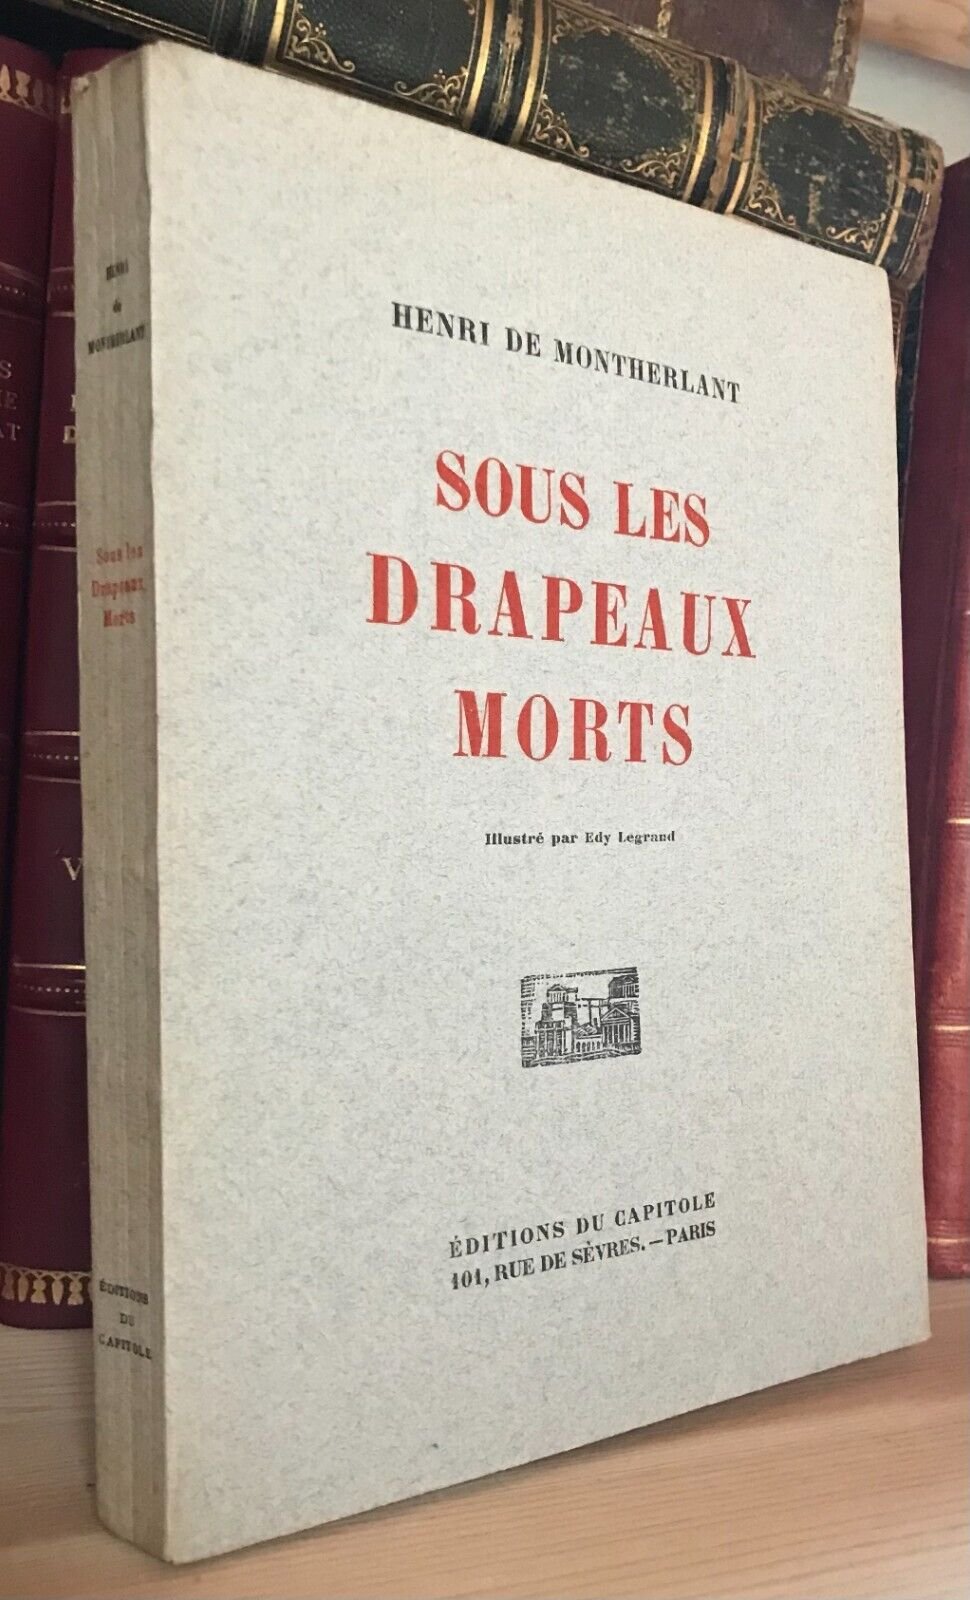 HENRI DE MONTHERLANT
SOUS LES
DRAPEAUX
MORTS
Illustré par Edy Legrand
ÉDITIONS DU CAPITOLE
101, RUE DE SÈVRES. — PARIS
HENRI
de
MONTHERLANT
Sous les
Drapeaux
Morts
ÉDITIONS
DU
CAPITOLE